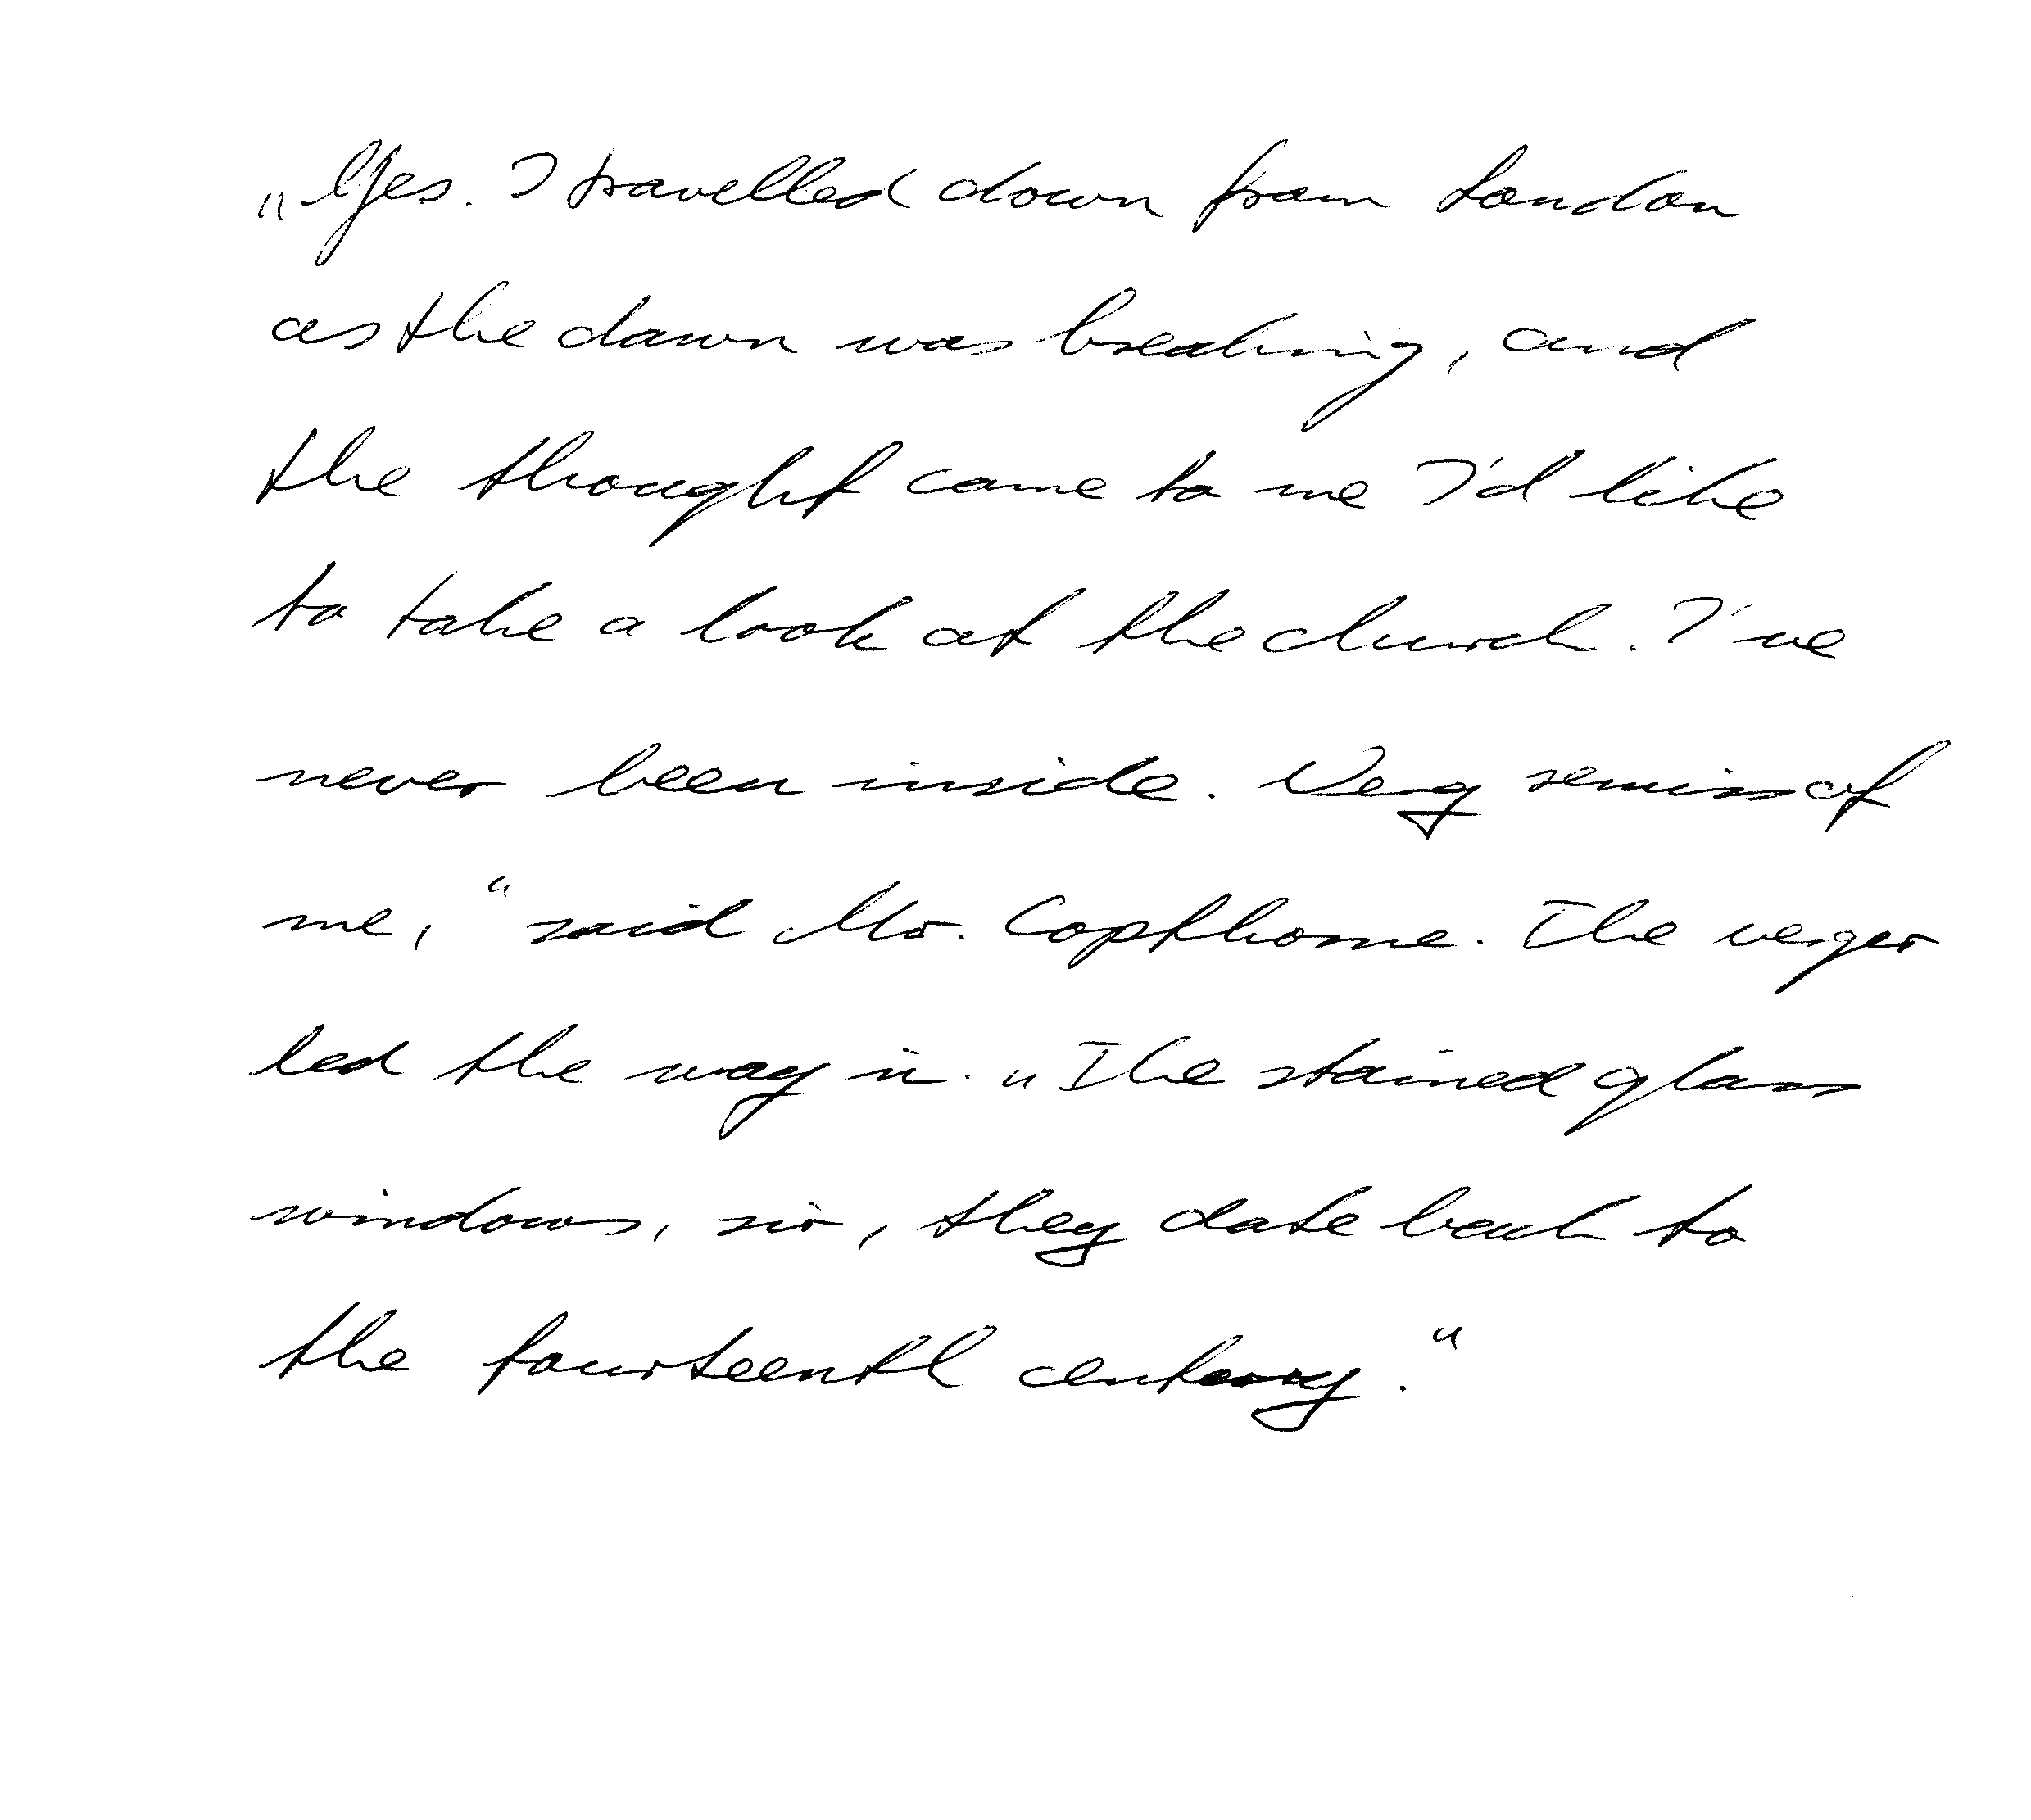 „Yes. I travelled down from London
as the dawn was breaking, and
the thought came to me I'd like
to take a look at the church. I've
never been inside. Very remiss of
me,“ said Mr. Copthorne. The verger
led the way in. „The stained glass
windows, sir, they date back to
the fourteenth century.“